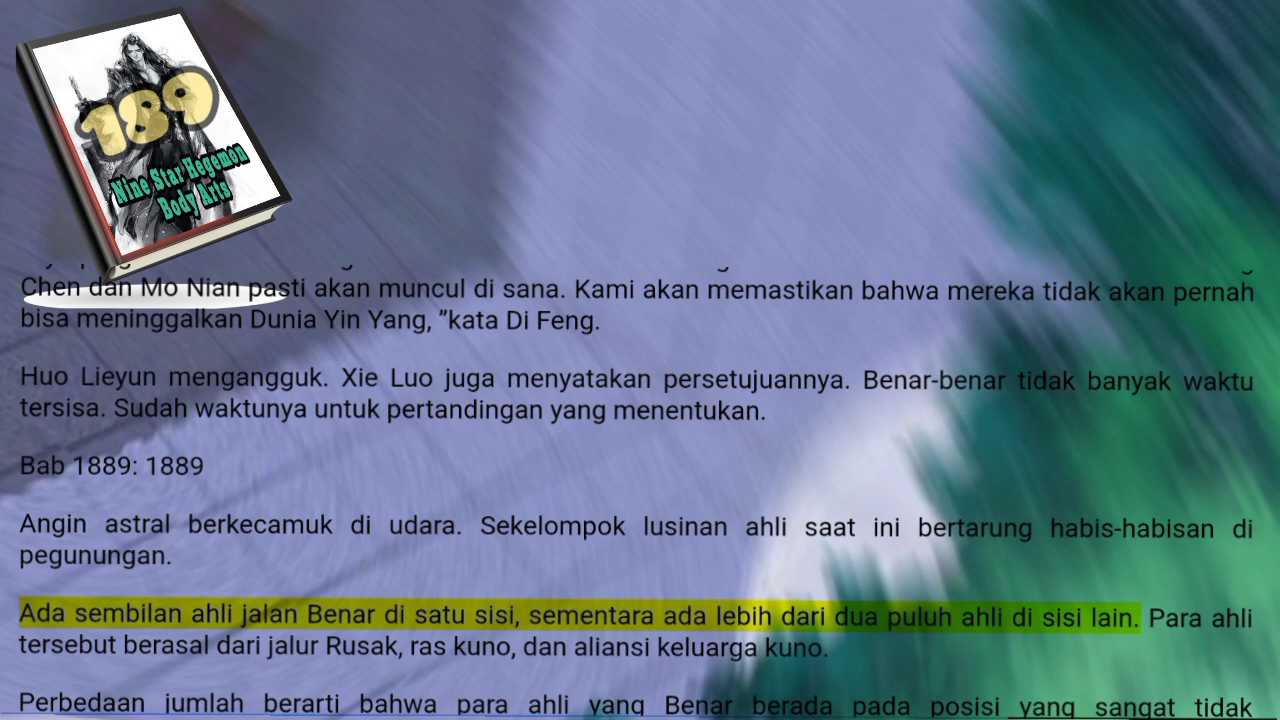 189
Nine Star Hegemon
Body Arts
Chen dan Mo Nian pasti akan muncul di sana. Kami akan memastikan bahwa mereka tidak akan pernah
bisa meninggalkan Dunia Yin Yang, ”kata Di Feng.
Huo Lieyun mengangguk. Xie Luo juga menyatakan persetujuannya. Benar-benar tidak banyak waktu
tersisa. Sudah waktunya untuk pertandingan yang menentukan.
Bab 1889: 1889
Angin astral berkecamuk di udara. Sekelompok lusinan ahli saat ini bertarung habis-habisan di
pegunungan.
Ada sembilan ahli jalan Benar di satu sisi, sementara ada lebih dari dua puluh ahli di sisi lain. Para ahli
tersebut berasal dari jalur Rusak, ras kuno, dan aliansi keluarga kuno.
Perbedaan jumlah berarti bahwa para ahli yang Benar berada pada posisi yang sangat tidak